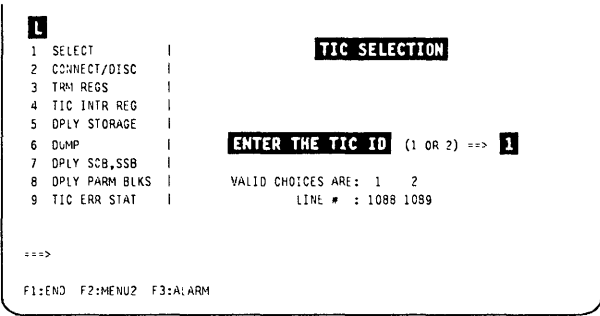 L
1 SELECT |
2 CONNECT/DISC |
3 TRM REGS |
4 TIC INTR REG |
5 DPLY STORAGE |
6 DUMP |
7 DPLY SCB,SSB |
8 DPLY PARM BLKS |
9 TIC ERR STAT |
TIC SELECTION
ENTER THE TIC ID (1 OR 2) ==> 1
VALID CHOICES ARE: 1 2
LINE # : 1088 1089
===>
F1:END F2:MENU2 F3:ALARM